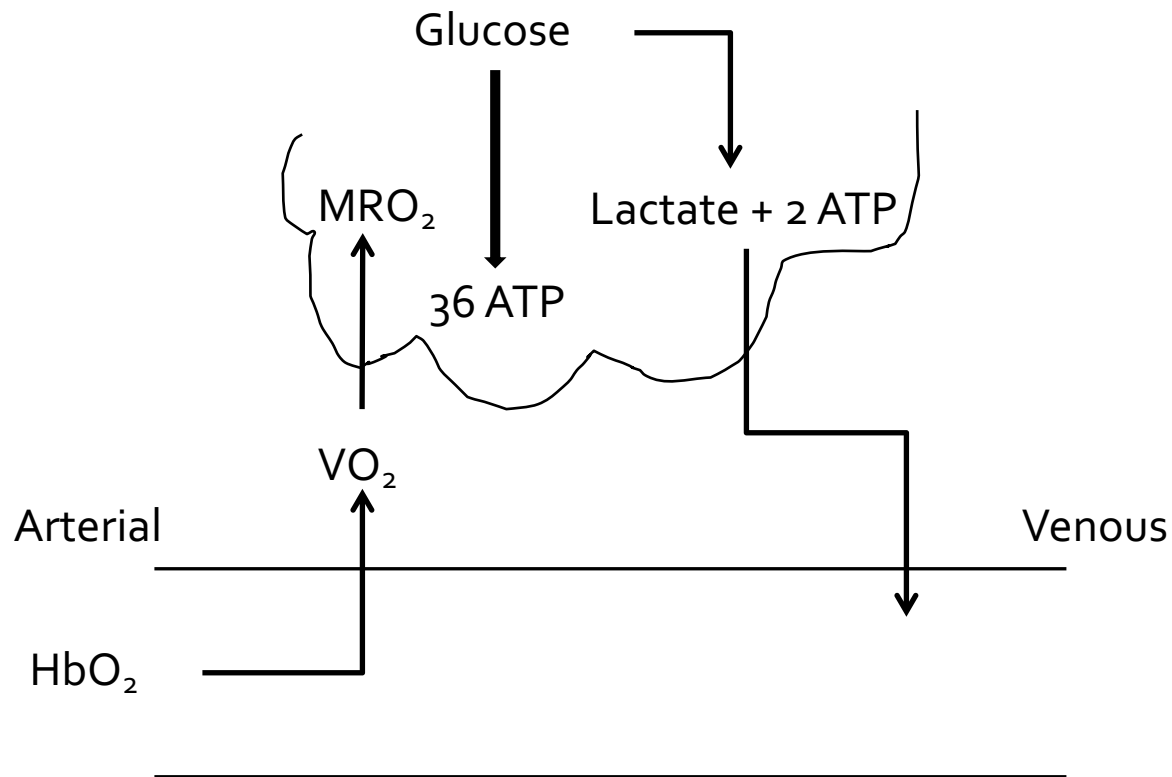 Glucose
MRO₂
Lactate + 2 ATP
36 ATP
VO₂
Arterial
Venous
HbO₂